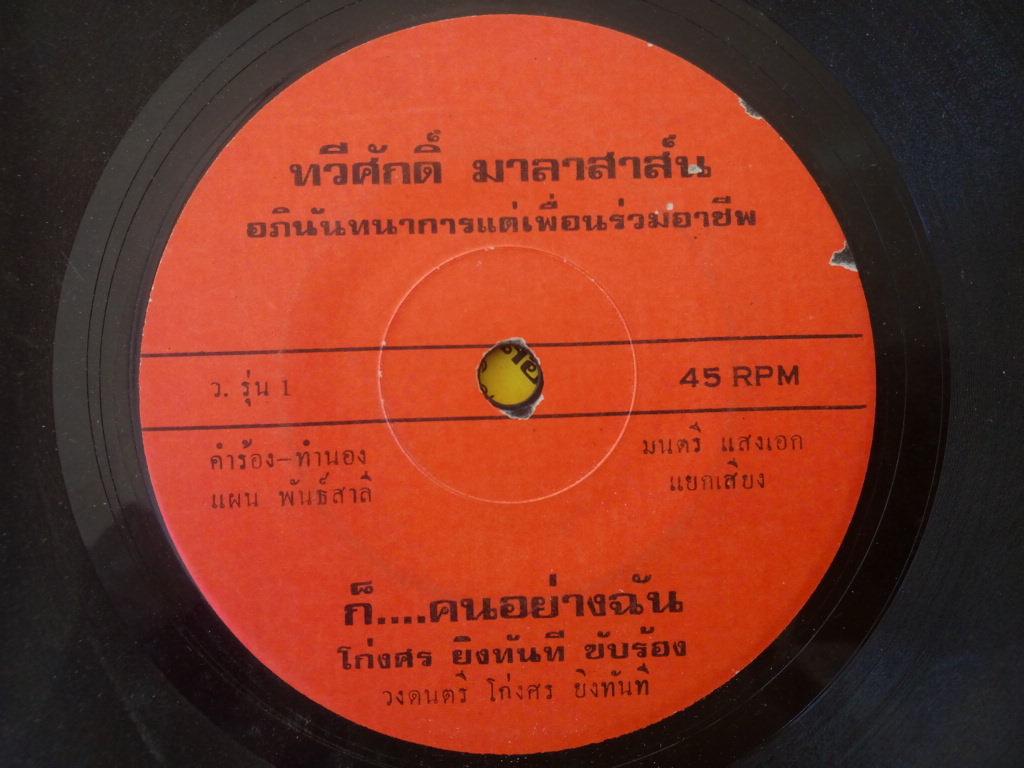 ทวีศักดิ์ มาลาสาส์น
อภินันทนาการแด่เพื่อนร่วมอาชีพ
ว. รุ่น 1
45 RPM
คำร้อง-ทำนอง
แผน พันธ์สาลี
มนตรี แสงเอก
แยกเสียง
ก็....คนอย่างฉัน
โก่งศร ยิงทันที ขับร้อง
วงดนตรี โก่งศร ยิงทันที